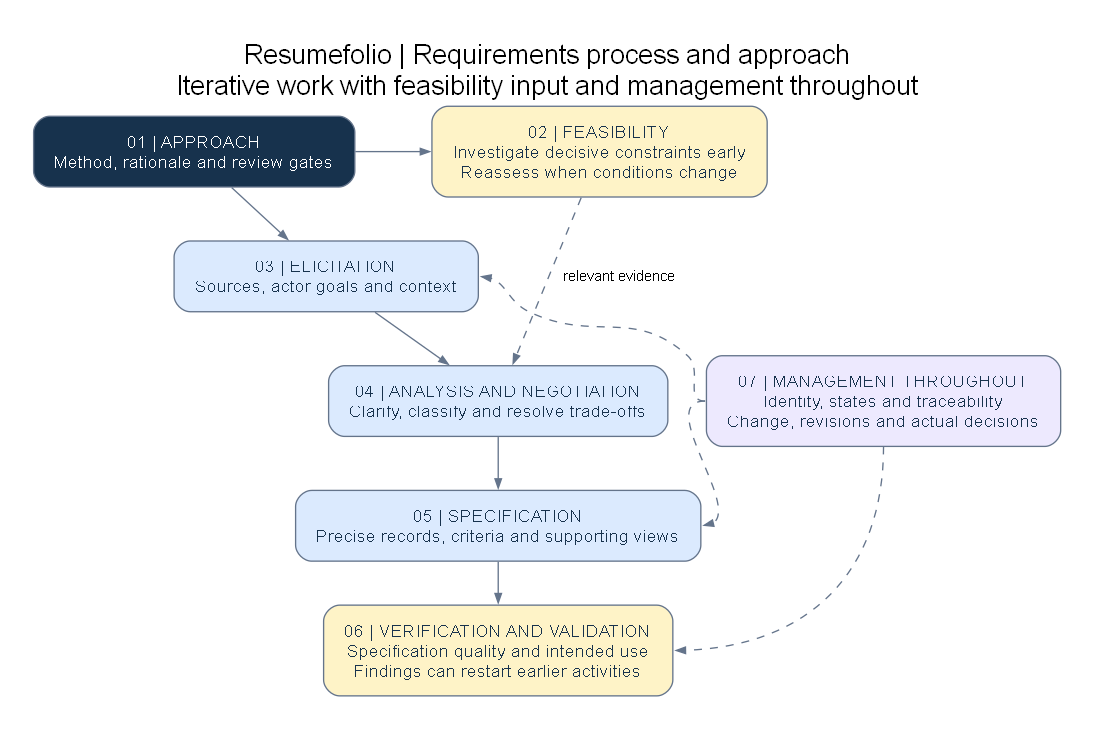 Resumefolio | Requirements process and approach
Iterative work with feasibility input and management throughout
01 | APPROACH
Method, rationale and review gates
02 | FEASIBILITY
Investigate decisive constraints early
Reassess when conditions change
03 | ELICITATION
Sources, actor goals and context
relevant evidence
04 | ANALYSIS AND NEGOTIATION
Clarify, classify and resolve trade-offs
07 | MANAGEMENT THROUGHOUT
Identity, states and traceability
Change, revisions and actual decisions
05 | SPECIFICATION
Precise records, criteria and supporting views
06 | VERIFICATION AND VALIDATION
Specification quality and intended use
Findings can restart earlier activities